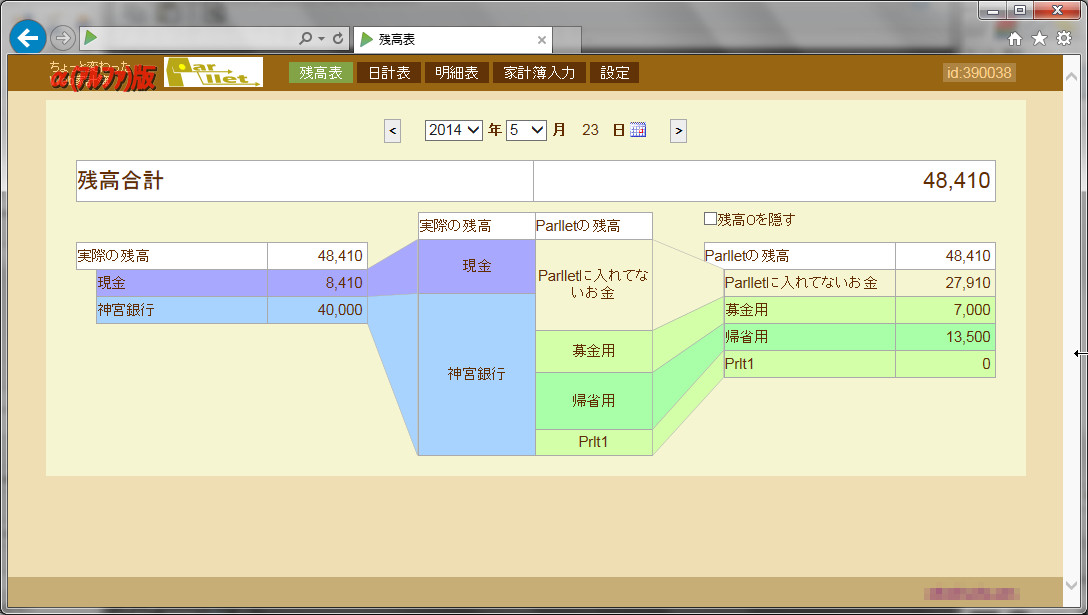 残高表
ちょっと変わった
α(アルファ)版
Parllet
残高表 日計表 明細表 家計簿入力 設定
id:390038
< 2014 年 5 月 23 日 >
残高合計 48,410
実際の残高 Parlletの残高
残高0を隠す
実際の残高 48,410
現金 8,410
神宮銀行 40,000
現金
神宮銀行
Parlletに入れてな
いお金
募金用
帰省用
Prlt1
Parlletの残高 48,410
Parlletに入れてないお金 27,910
募金用 7,000
帰省用 13,500
Prlt1 0